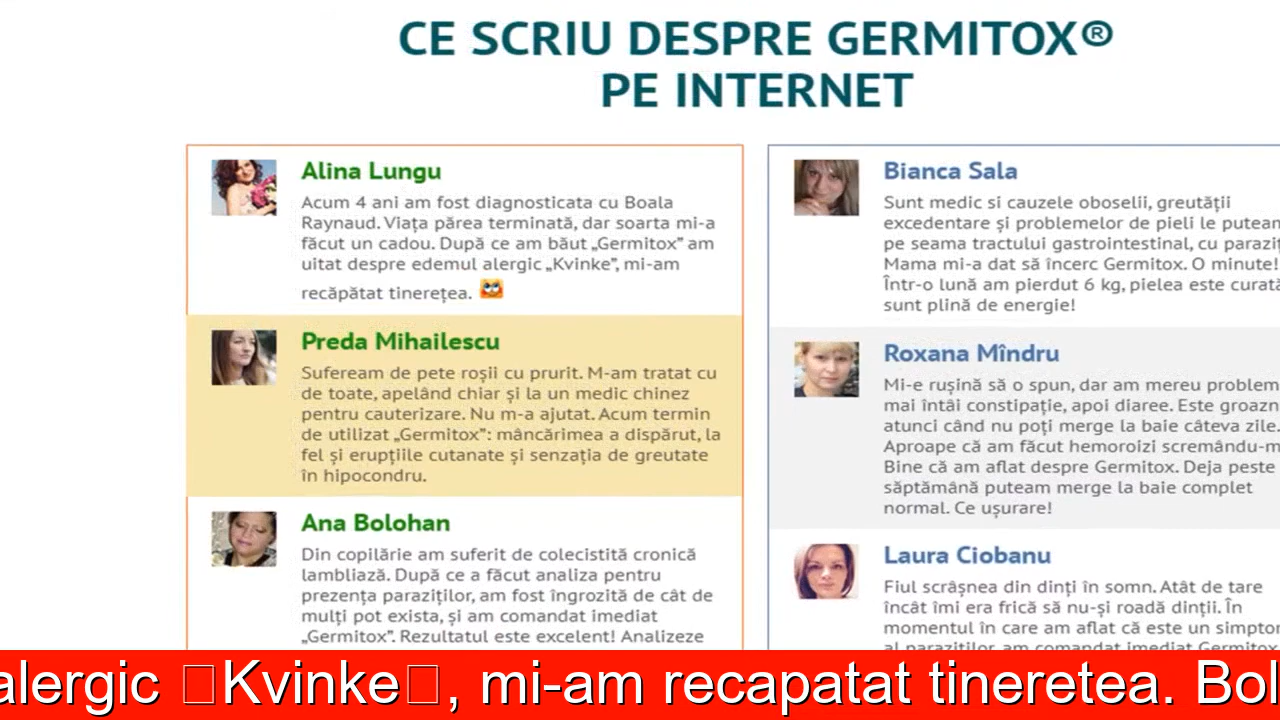 CE SCRIU DESPRE GERMITOX®
PE INTERNET
Alina Lungu
Acum 4 ani am fost diagnosticata cu Boala
Raynaud. Viața părea terminată, dar soarta mi-a
făcut un cadou. După ce am băut „Germitox” am
uitat despre edemul alergic „Kvinke”, mi-am
recăpătat tinerețea.
Preda Mihailescu
Sufeream de pete roșii cu prurit. M-am tratat cu
de toate, apelând chiar și la un medic chinez
pentru cauterizare. Nu m-a ajutat. Acum termin
de utilizat „Germitox”: mâncărimea a dispărut, la
fel și erupțiile cutanate și senzația de greutate
în hipocondru.
Ana Bolohan
Din copilărie am suferit de colecistită cronică
lambliază. După ce a făcut analiza pentru
prezența paraziților, am fost îngrozită de cât de
mulți pot exista, și am comandat imediat
„Germitox”. Rezultatul este excelent! Analizeze
Bianca Sala
Sunt medic si cauzele oboselii, greutății
excedentare și problemelor de pieli le puteam
pe seama tractului gastrointestinal, cu paraziț
Mama mi-a dat să încerc Germitox. O minute!
Într-o lună am pierdut 6 kg, pielea este curată
sunt plină de energie!
Roxana Mîndru
Mi-e rușină să o spun, dar am mereu problem
mai întâi constipație, apoi diaree. Este groazn
atunci când nu poți merge la baie câteva zile.
Aproape că am făcut hemoroizi scremându-m
Bine că am aflat despre Germitox. Deja peste
săptămână puteam merge la baie complet
normal. Ce ușurare!
Laura Ciobanu
Fiul scrâșnea din dinți în somn. Atât de tare
încât îmi era frică să nu-și roadă dinții. În
momentul în care am aflat că este un simpto
al paraziților, am comandat imediat Germitox
alergic Kvinke, mi-am recapatat tineretea. Bol